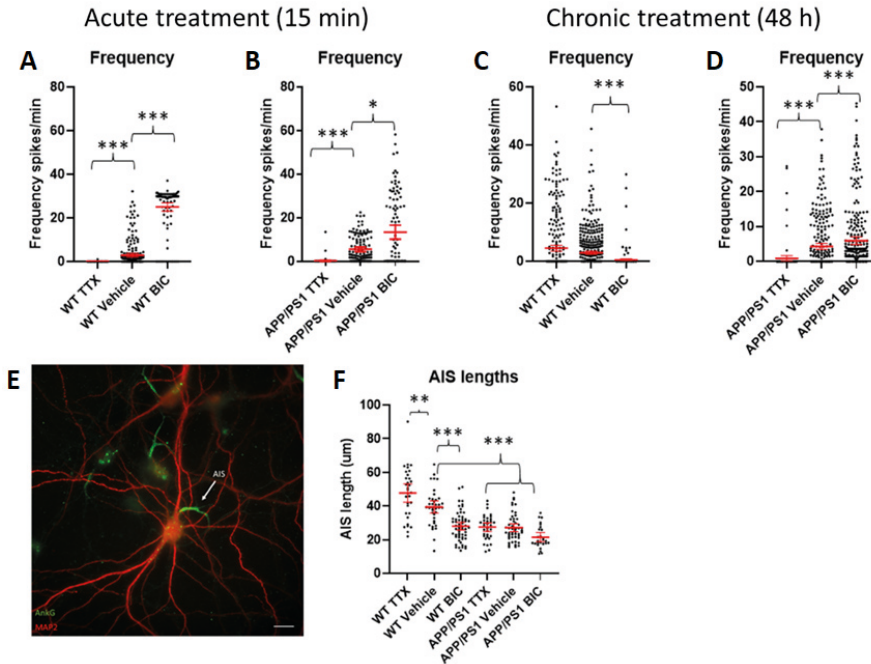 Acute treatment (15 min)
Chronic treatment (48 h)
A
Frequency
Frequency spikes/min
80
60
40
20
0
***
***
WT TTX
WT Vehicle
WT BIC
B
Frequency
Frequency spikes/min
80
60
40
20
0
***
*
APP/PS1 TTX
APP/PS1 Vehicle
APP/PS1 BIC
C
Frequency
Frequency spikes/min
60
40
20
0
***
WT TTX
WT Vehicle
WT BIC
D
Frequency
Frequency spikes/min
50
40
30
20
10
0
***
***
APP/PS1 TTX
APP/PS1 Vehicle
APP/PS1 BIC
E
AIS
AnkG
MAP2
F
AIS lengths
AIS length (um)
100
80
60
40
20
0
**
***
***
WT TTX
WT Vehicle
WT BIC
APP/PS1 TTX
APP/PS1 Vehicle
APP/PS1 BIC